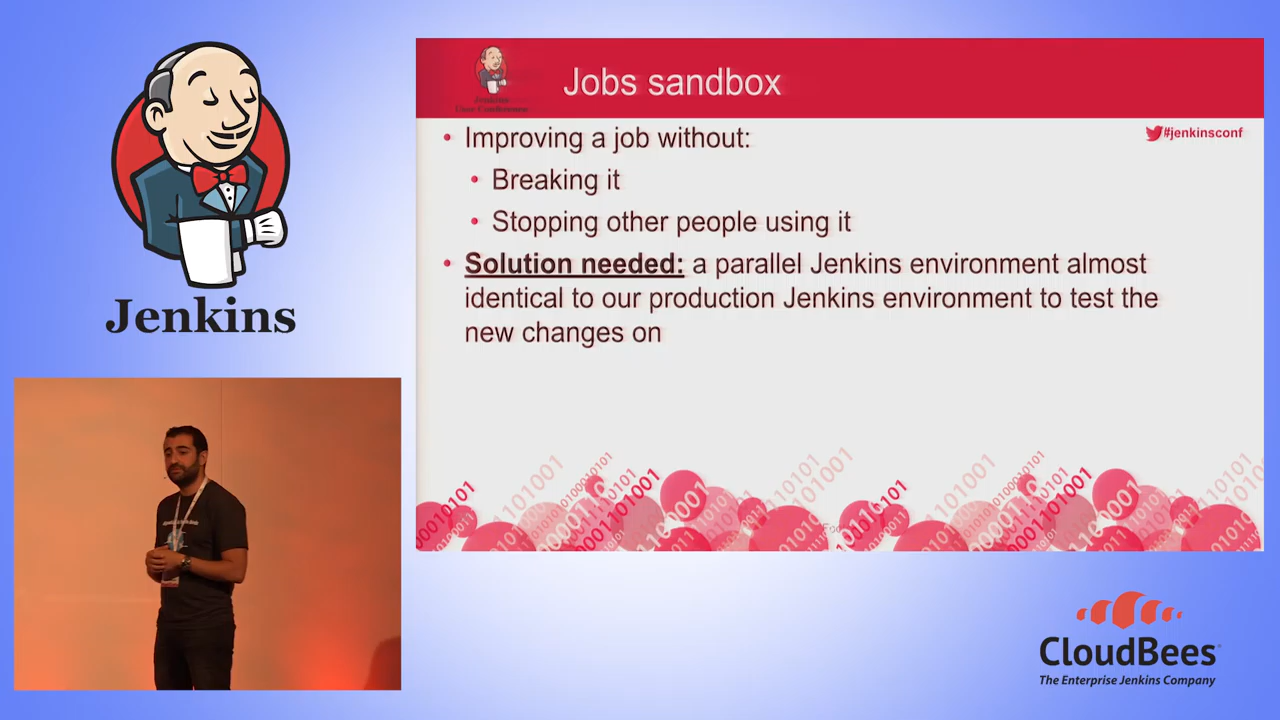 Jenkins
Jobs sandbox
#jenkinsconf
• Improving a job without:
• Breaking it
• Stopping other people using it
• Solution needed: a parallel Jenkins environment almost
identical to our production Jenkins environment to test the
new changes on
CloudBees
The Enterprise Jenkins Company